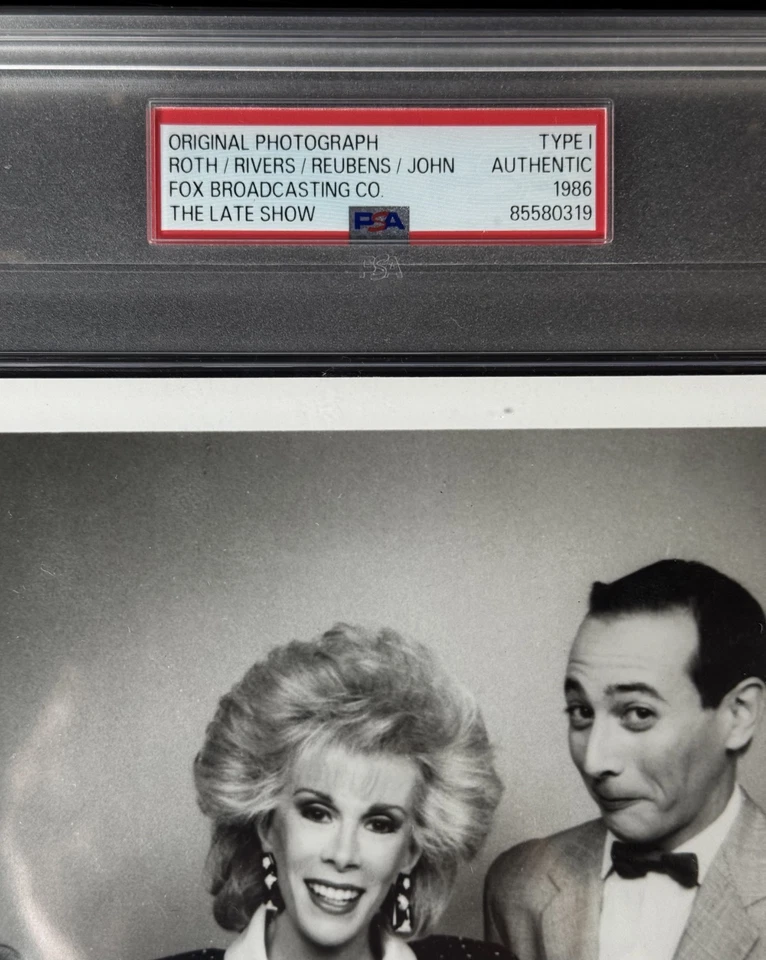 ORIGINAL PHOTOGRAPH TYPE I
ROTH / RIVERS / REUBENS / JOHN AUTHENTIC
FOX BROADCASTING CO. 1986
THE LATE SHOW PSA 85580319
PSA